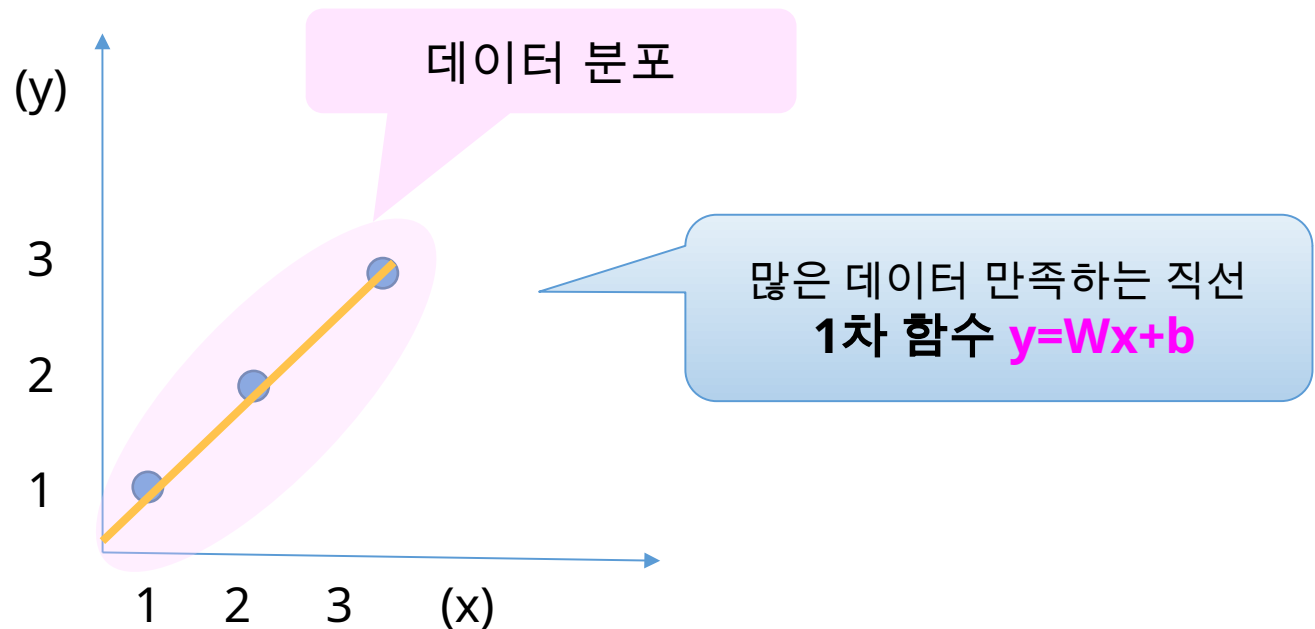 데이터 분포
(y)
많은 데이터 만족하는 직선
1차 함수 y=Wx+b
3
2
1
1 2 3 (x)